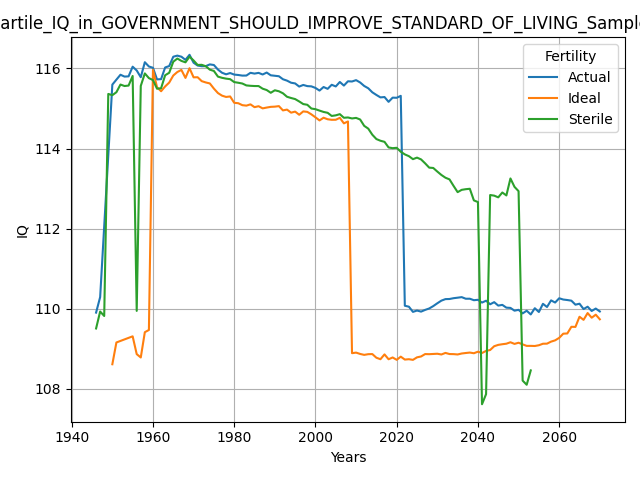 artile_IQ_in_GOVERNMENT_SHOULD_IMPROVE_STANDARD_OF_LIVING_Sampl
Fertility
Actual
Ideal
Sterile
116
114
112
110
108
IQ
1940 1960 1980 2000 2020 2040 2060
Years